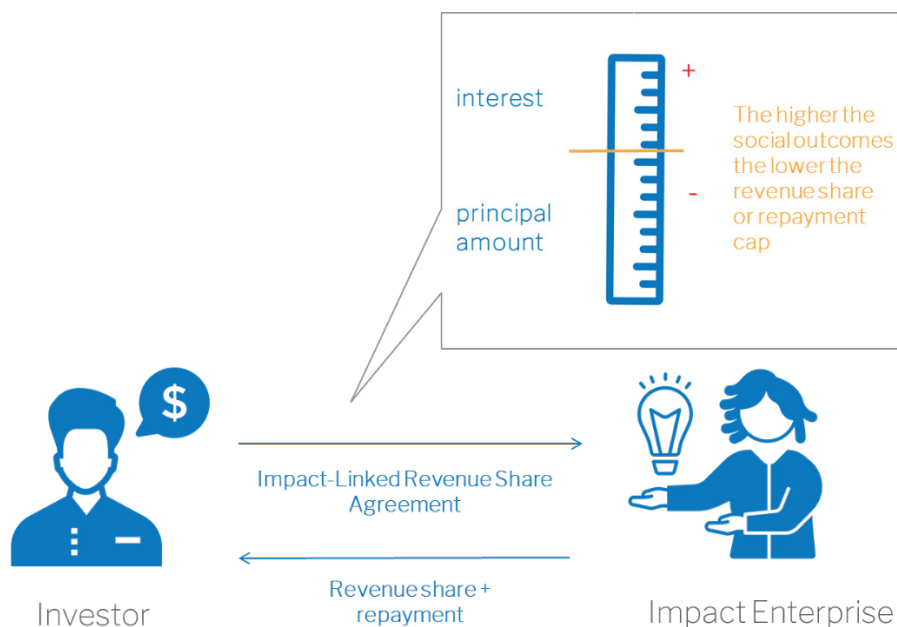 interest
+
The higher the
social outcomes
the lower the
revenue share
or repayment
cap
-
principal
amount
$
Impact-Linked Revenue Share
Agreement
Revenue share +
repayment
Investor
Impact Enterprise